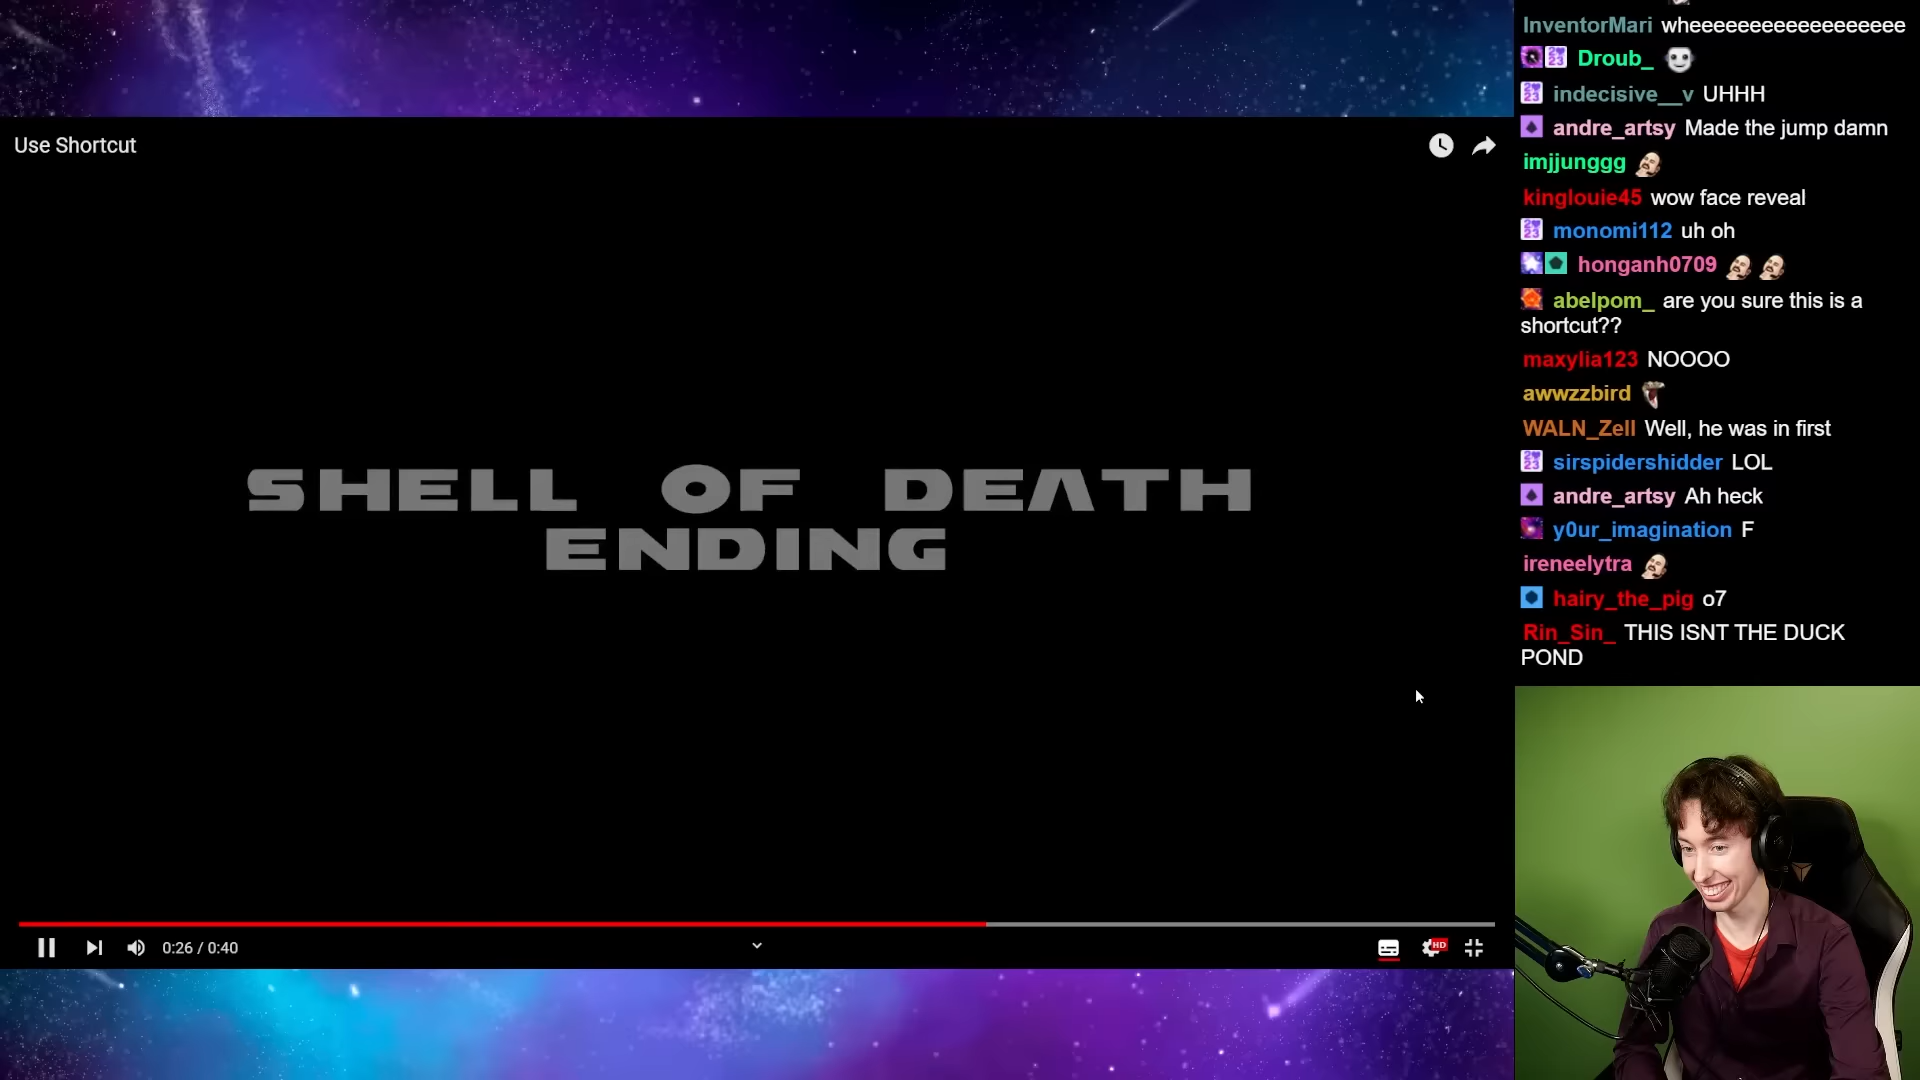 Use Shortcut
SHELL OF DEATH
ENDING
0:26 / 0:40
HD
InventorMari wheeeeeeeeeeeeeeeeee
Droub_
indecisive__v UHHH
andre_artsy Made the jump damn
imjjunggg
kinglouie45 wow face reveal
monomi112 uh oh
honganh0709
abelpom_ are you sure this is a
shortcut??
maxylia123 NOOOO
awwzzbird
WALN_Zell Well, he was in first
sirspidershidder LOL
andre_artsy Ah heck
y0ur_imagination F
ireneelytra
hairy_the_pig o7
Rin_Sin_ THIS ISNT THE DUCK
POND